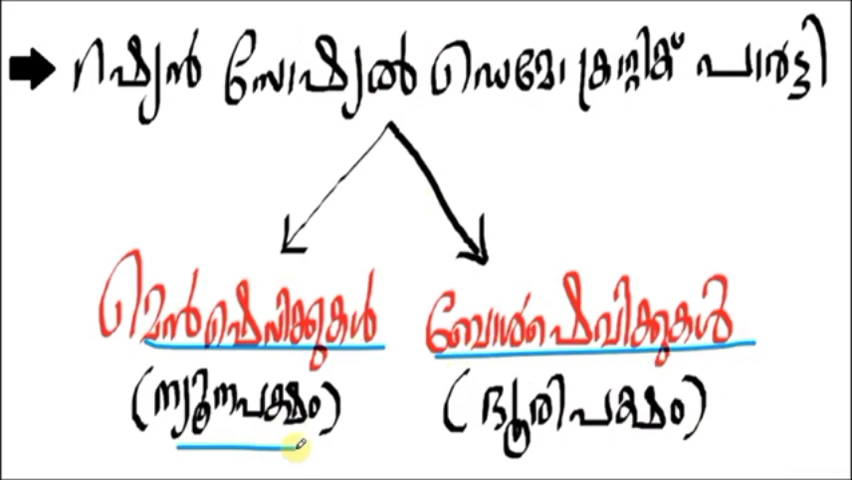 റഷ്യൻ സോഷ്യൽ ഡെമോക്രാറ്റിക് പാർട്ടി
മെൻഷെവിക്കുകൾ ബോൾഷെവിക്കുകൾ
(ന്യൂനപക്ഷം) (ഭൂരിപക്ഷം)